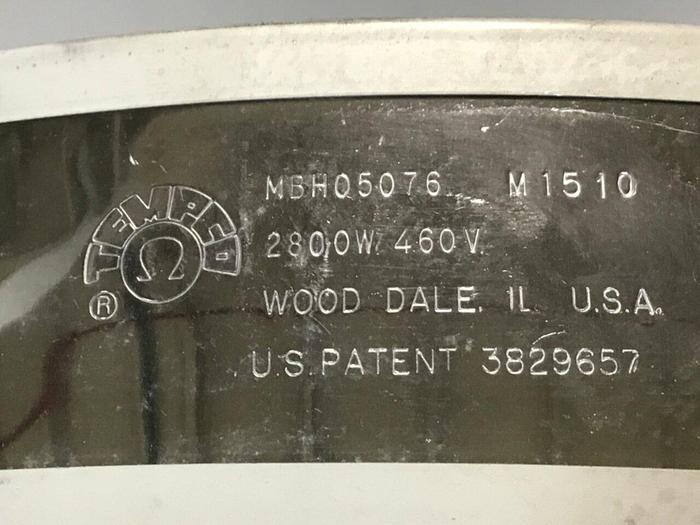 TEMPCO
Ω
®
MBH05076 M1510
2800W 460V
WOOD DALE, IL U.S.A.
U.S. PATENT 3829657